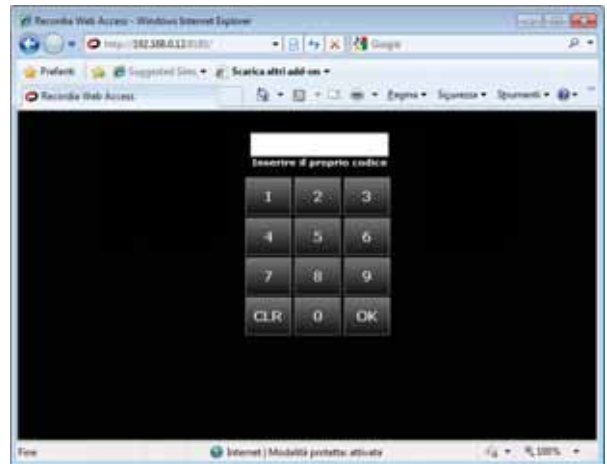 Web Access - Windows Internet Explorer
Google
Preferiti Suggested Sites Scarica altri add-on
Web Access
Pagina Sicurezza Strumenti
Inserire il proprio codice
1 2 3
4 5 6
7 8 9
CLR 0 OK
Fine Internet | Modalità protetta: attivata 100%